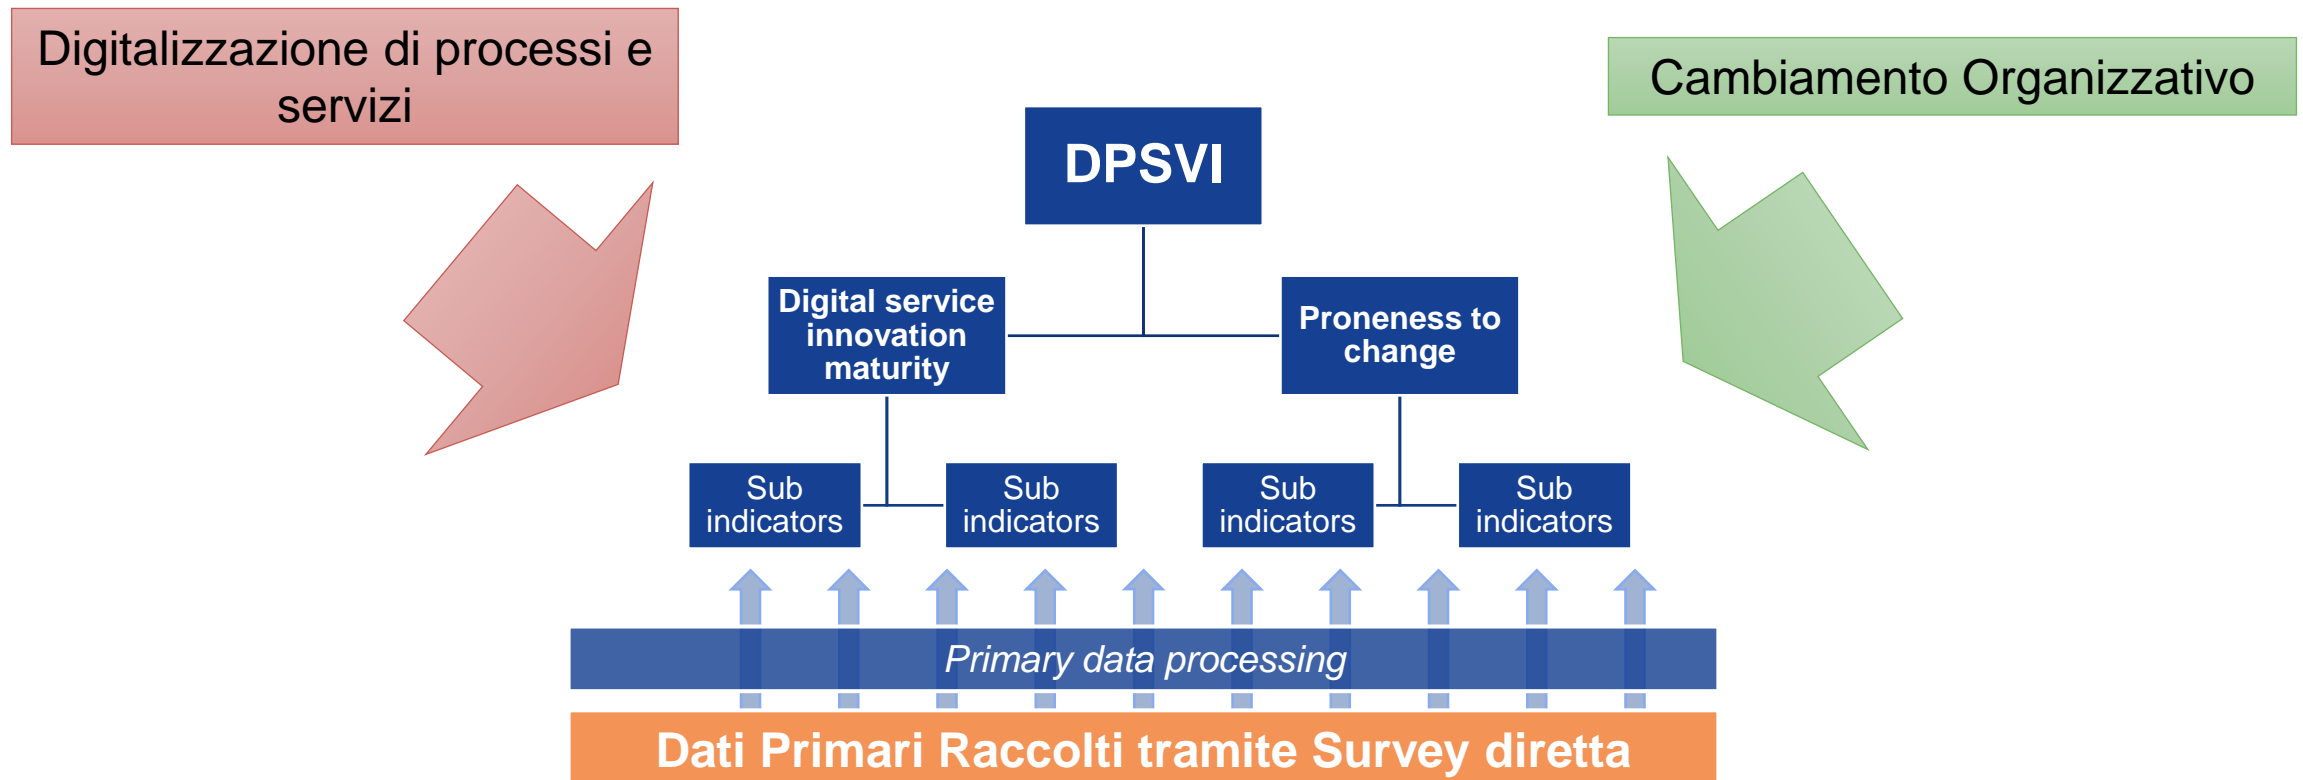 Digitalizzazione di processi e
servizi
Cambiamento Organizzativo
DPSVI
Digital service
innovation
maturity
Proneness to
change
Sub
indicators
Sub
indicators
Sub
indicators
Sub
indicators
Primary data processing
Dati Primari Raccolti tramite Survey diretta